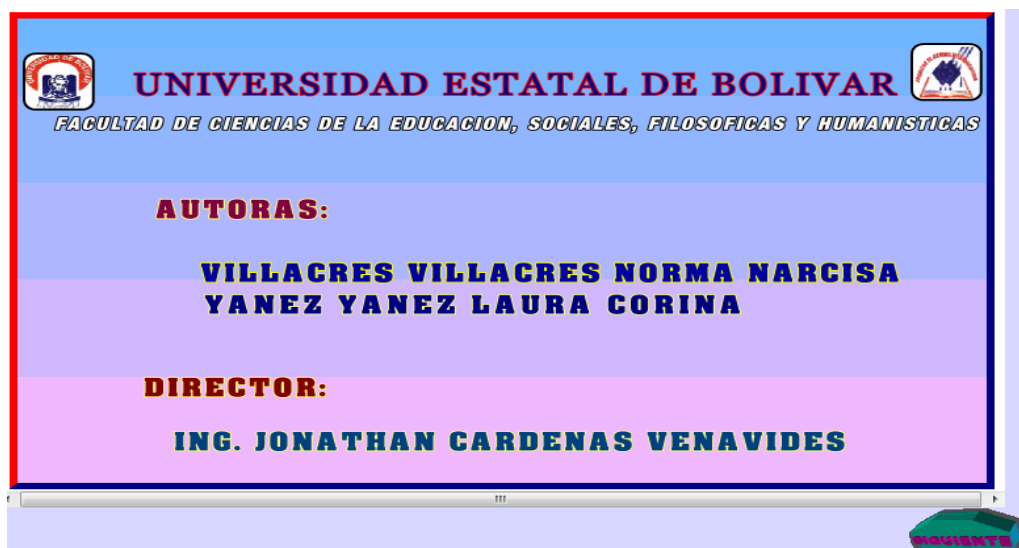 UNIVERSIDAD ESTATAL DE BOLIVAR
FACULTAD DE CIENCIAS DE LA EDUCACION, SOCIALES, FILOSOFICAS Y HUMANISTICAS
AUTORAS:
VILLACRES VILLACRES NORMA NARCISA
YANEZ YANEZ LAURA CORINA
DIRECTOR:
ING. JONATHAN CARDENAS VENAVIDES
SIGUIENTE